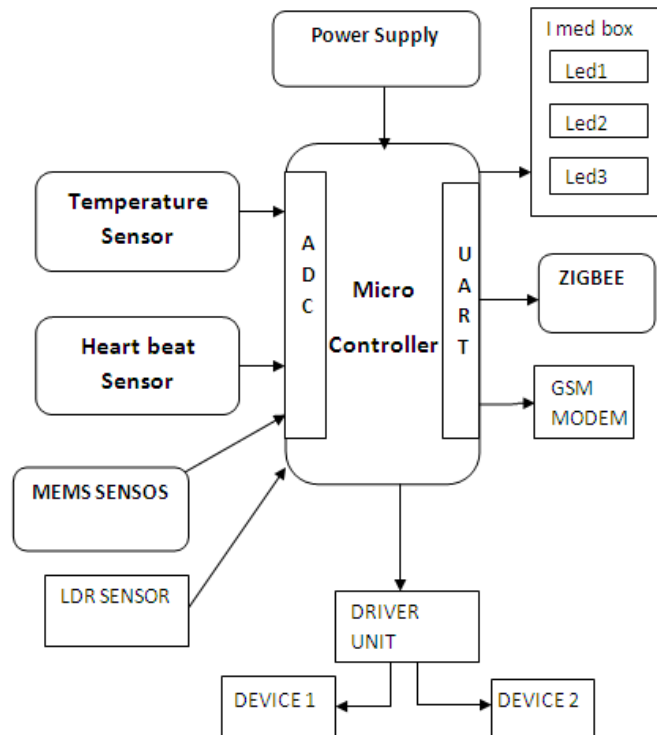 Power Supply
I med box
Led1
Led2
Led3
Temperature
Sensor
A
D
C
Micro
Controller
U
A
R
T
ZIGBEE
Heart beat
Sensor
GSM
MODEM
MEMS SENSOS
LDR SENSOR
DRIVER
UNIT
DEVICE 1
DEVICE 2